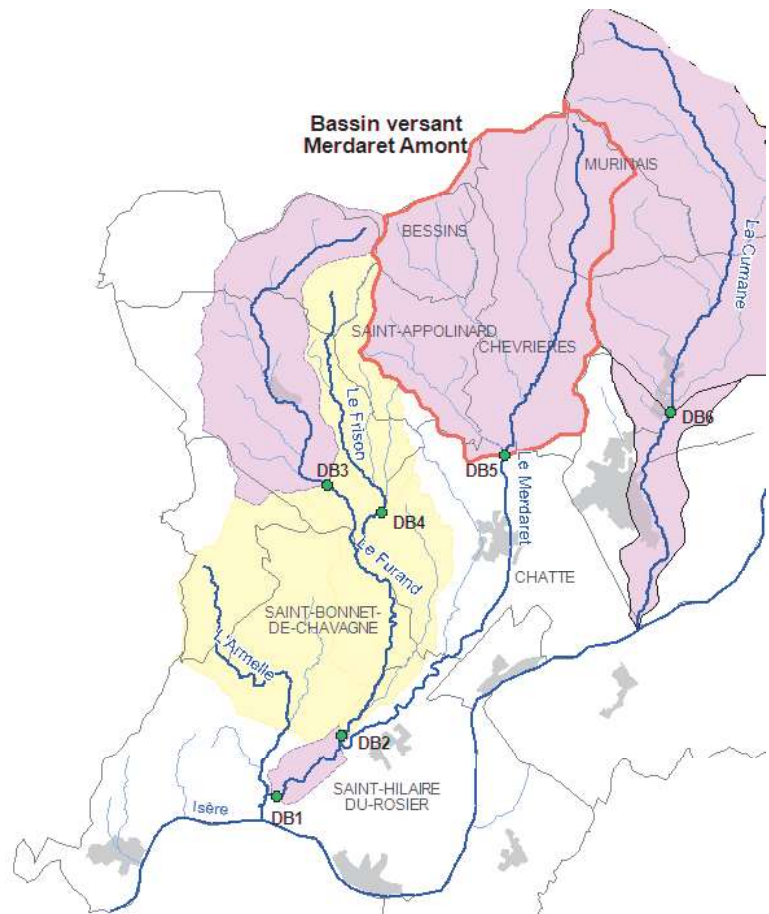 Bassin versant
Merdaret Amont
MURINAIS
BESSINS
La Cumane
SAINT-APPOLINARD
CHEVRIERES
Le Frison
DB6
DB3
DB5
Le Merdaret
DB4
Le Furand
CHATTE
SAINT-BONNET-
DE-CHAVAGNE
L'Armelle
DB2
SAINT-HILAIRE
DU-ROSIER
Isère
DB1